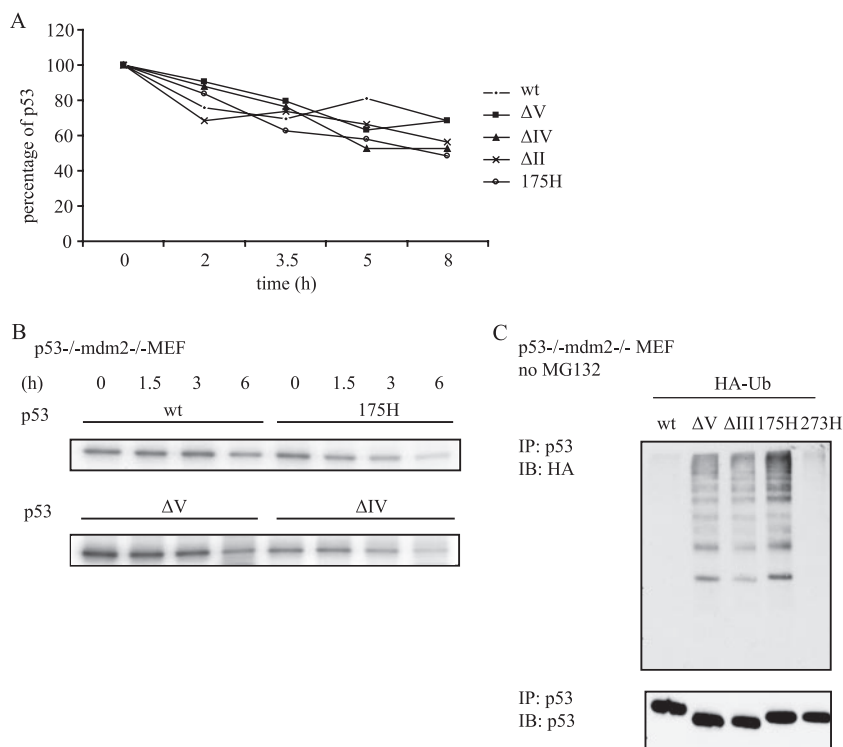 A
120
100
80
60
40
20
0
percentage of p53
0 2 3.5 5 8
time (h)
wt
ΔV
ΔIV
ΔII
175H
B
p53-/-mdm2-/-MEF
(h) 0 1.5 3 6 0 1.5 3 6
p53 wt 175H
p53 ΔV ΔIV
C
p53-/-mdm2-/- MEF
no MG132
HA-Ub
wt ΔV ΔIII 175H 273H
IP: p53
IB: HA
IP: p53
IB: p53